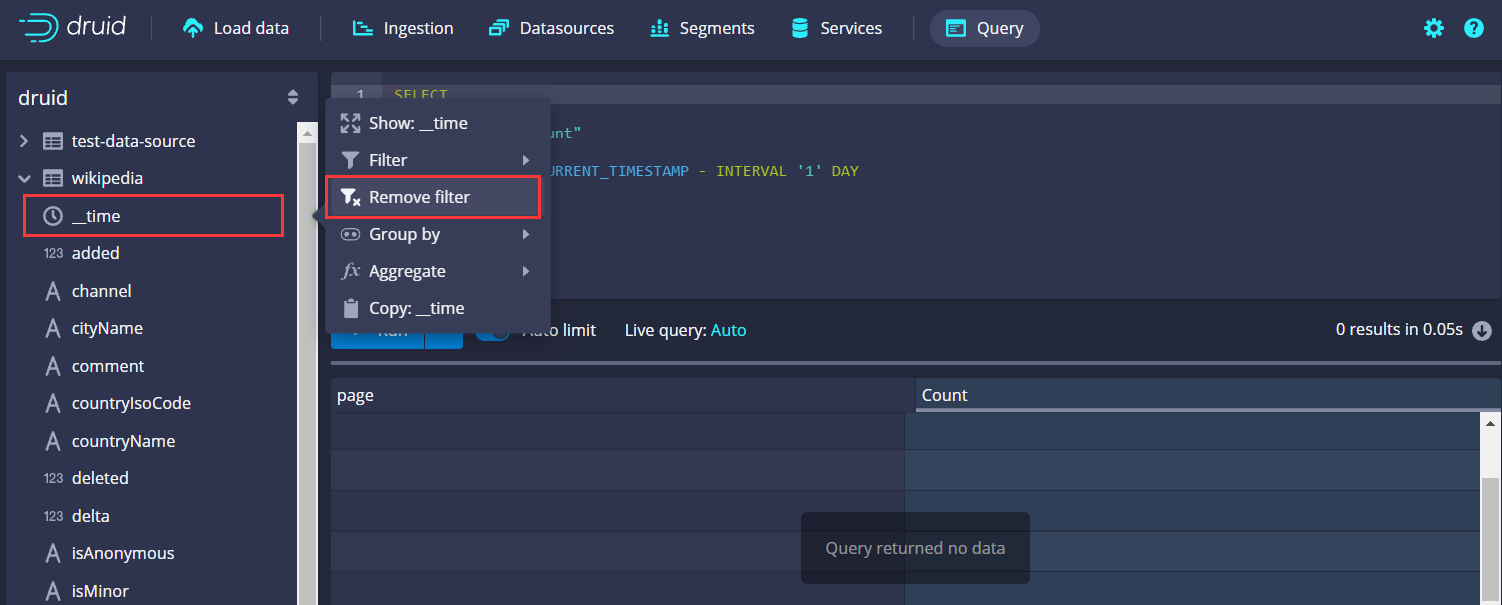 druid
Load data
Ingestion
Datasources
Segments
Services
Query
druid
test-data-source
wikipedia
__time
123 added
A channel
A cityName
A comment
A countryIsoCode
A countryName
123 deleted
123 delta
A isAnonymous
A isMinor
1 SELECT
unt"
URRENT_TIMESTAMP - INTERVAL '1' DAY
Show: __time
Filter
Remove filter
Group by
fx Aggregate
Copy: __time
Run
Auto limit
Live query: Auto
0 results in 0.05s
page
Count
Query returned no data